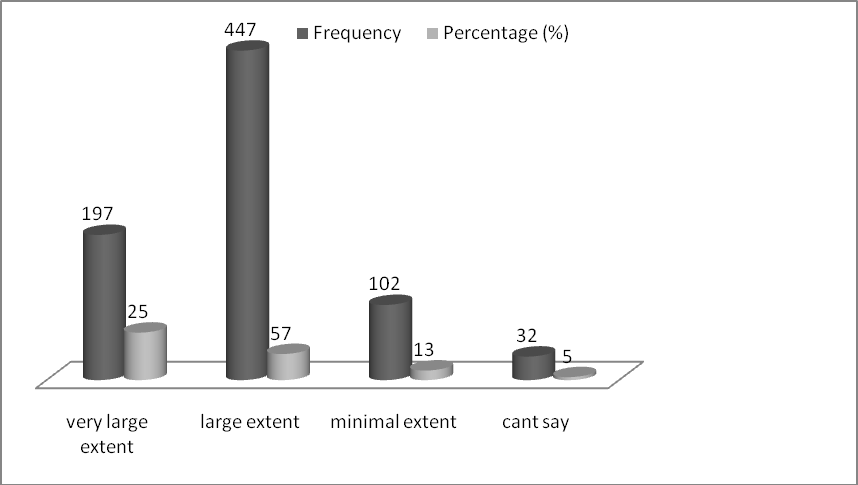 447
Frequency Percentage (%)
197
25
57
102
13
32
5
very large
extent
large extent
minimal extent
cant say